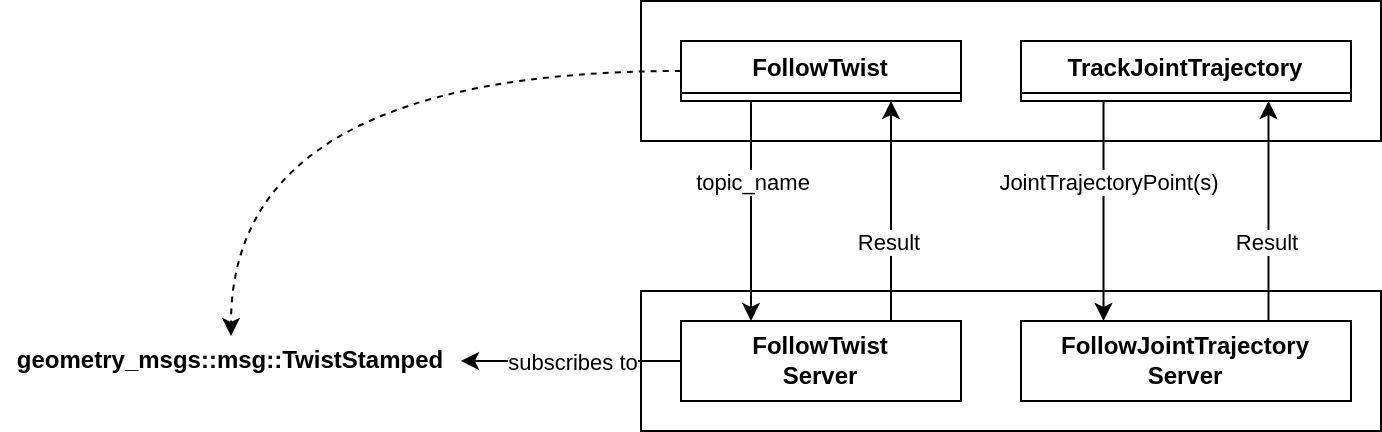 FollowTwist
TrackJointTrajectory
topic_name
JointTrajectoryPoint(s)
Result
Result
geometry_msgs::msg::TwistStamped
subscribes to
FollowTwist
Server
FollowJointTrajectory
Server